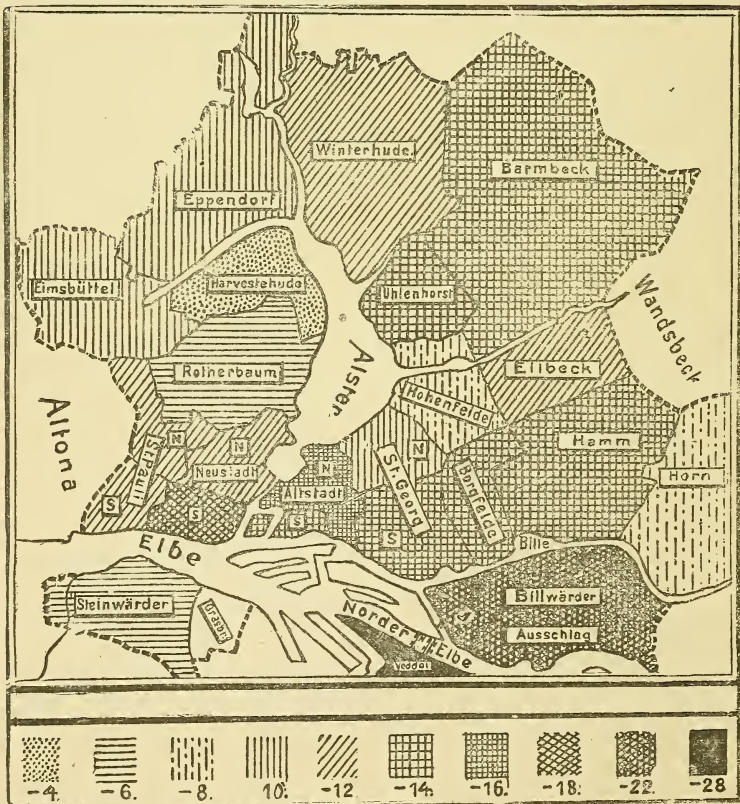 Winterhude.
Barmbeck
Eppendorf
Eimsbüttel
Harvestehude
Uhlenhorst
Wandsbeck
Rotherbaum
Alster
Eilbeck
Hohenfelde
Altona
Hamm
N
N
N
N
St. Pauli
Neustadt
Altstadt
St. Georg
Borgfelde
Horn
S
S
S
S
Elbe
Bille
Steinwärder
Grasbr.
Billwärder
Ausschlag
Norder Elbe
Veddel
-4. -6. -8. 10. -12 -14. -16. -18. -22. -28